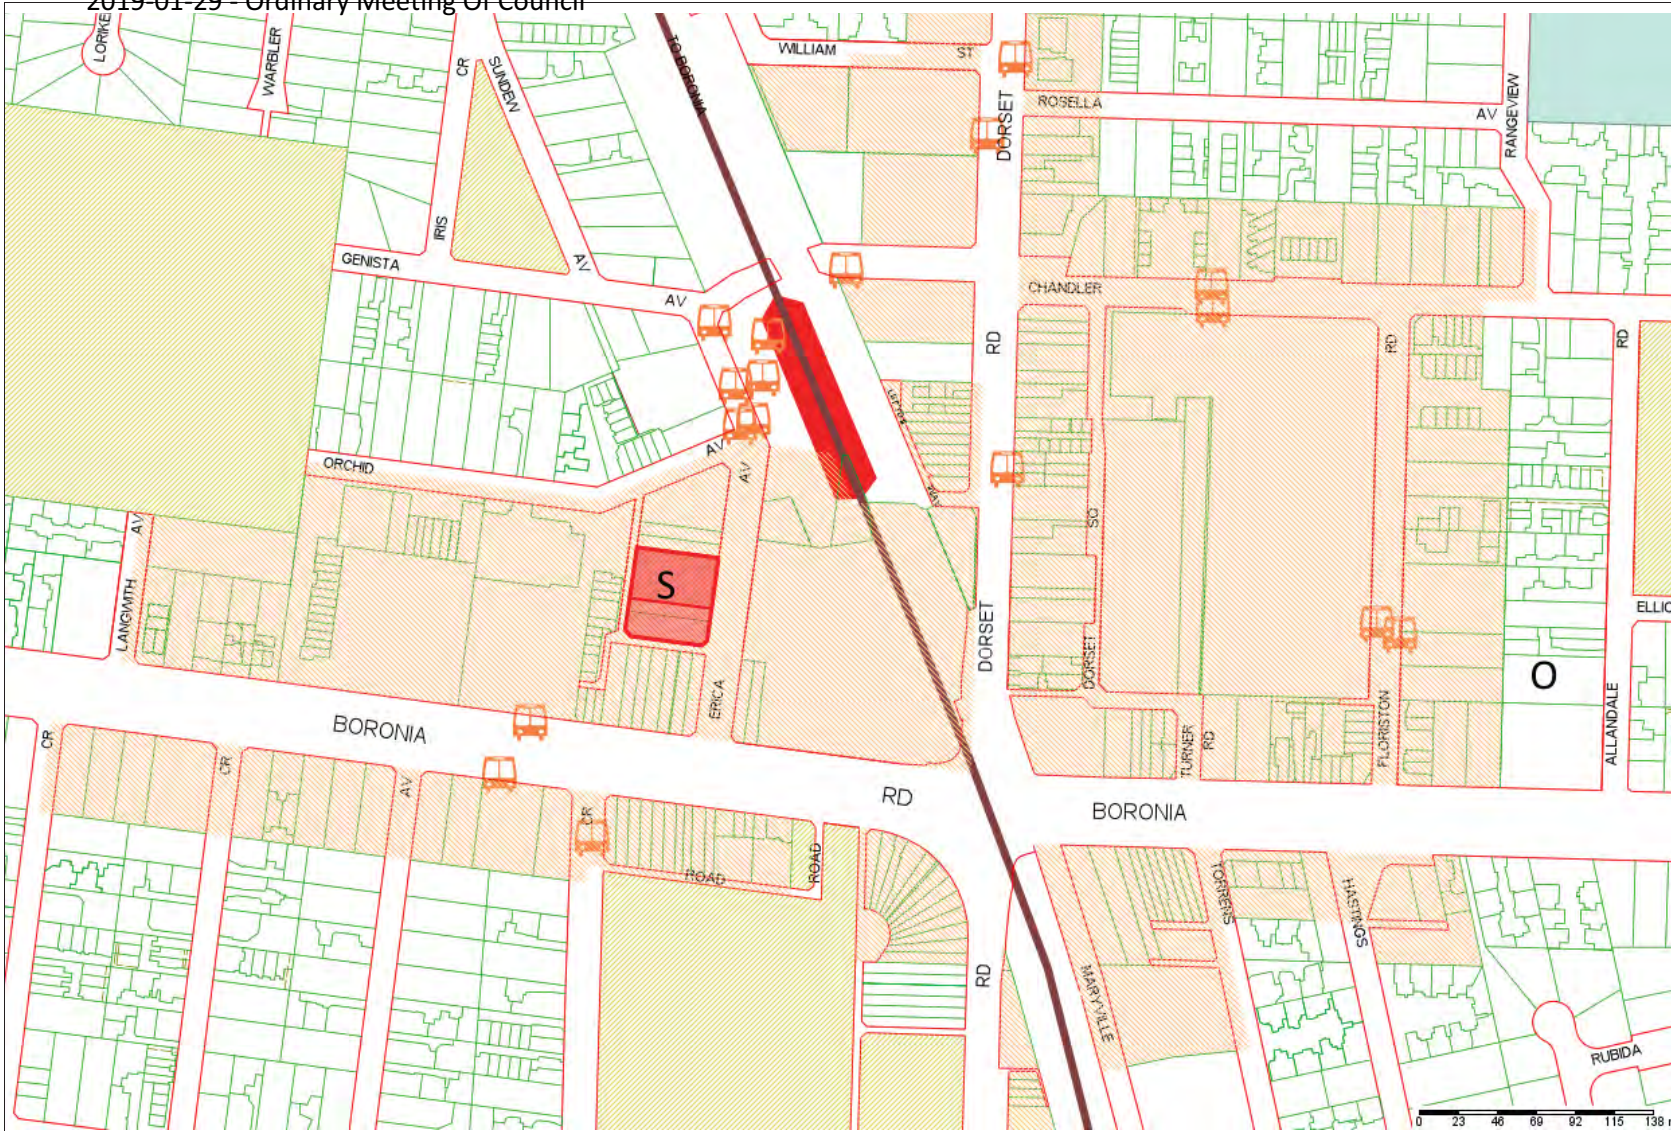 2019-01-29 - Ordinary Meeting Of Council
WARBLER
CR
SUNDEW
AV
TO BORONIA
WILLIAM
ST
DORSET
ROSELLA
AV
RANGEVIEW
IRIS
GENISTA
AV
CHANDLER
RD
RD
RD
ORCHID
AV
AV
AV
LANGWITH
S
ERICA
DORSET
SQ
DORSET
TURNER
RD
FLORISTON
O
ALLANDALE
ELLIO
BORONIA
RD
BORONIA
CR
CR
AV
CR
ROAD
ROAD
RD
MARYVILLE
TORRENS
HASTINGS
RUBIDA
0 23 46 69 92 115 138